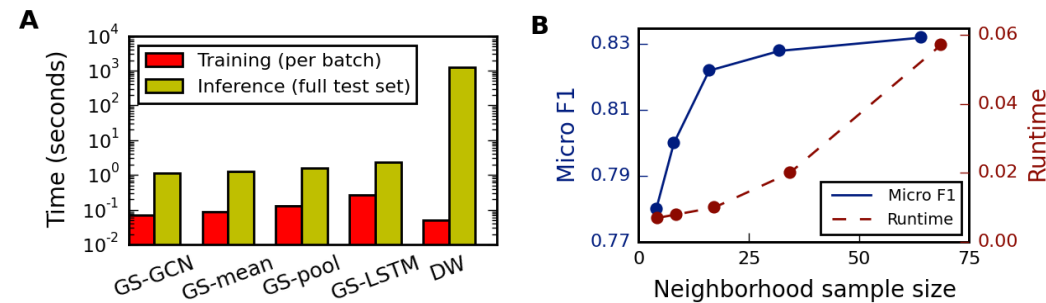 A
Time (seconds)
10^4
10^3
10^2
10^1
10^0
10^-1
10^-2
Training (per batch)
Inference (full test set)
GS-GCN
GS-mean
GS-pool
GS-LSTM
DW
B
Micro F1
0.83
0.81
0.79
0.77
0.06
0.04
0.02
0.00
Runtime
Micro F1
Runtime
0
25
50
75
Neighborhood sample size